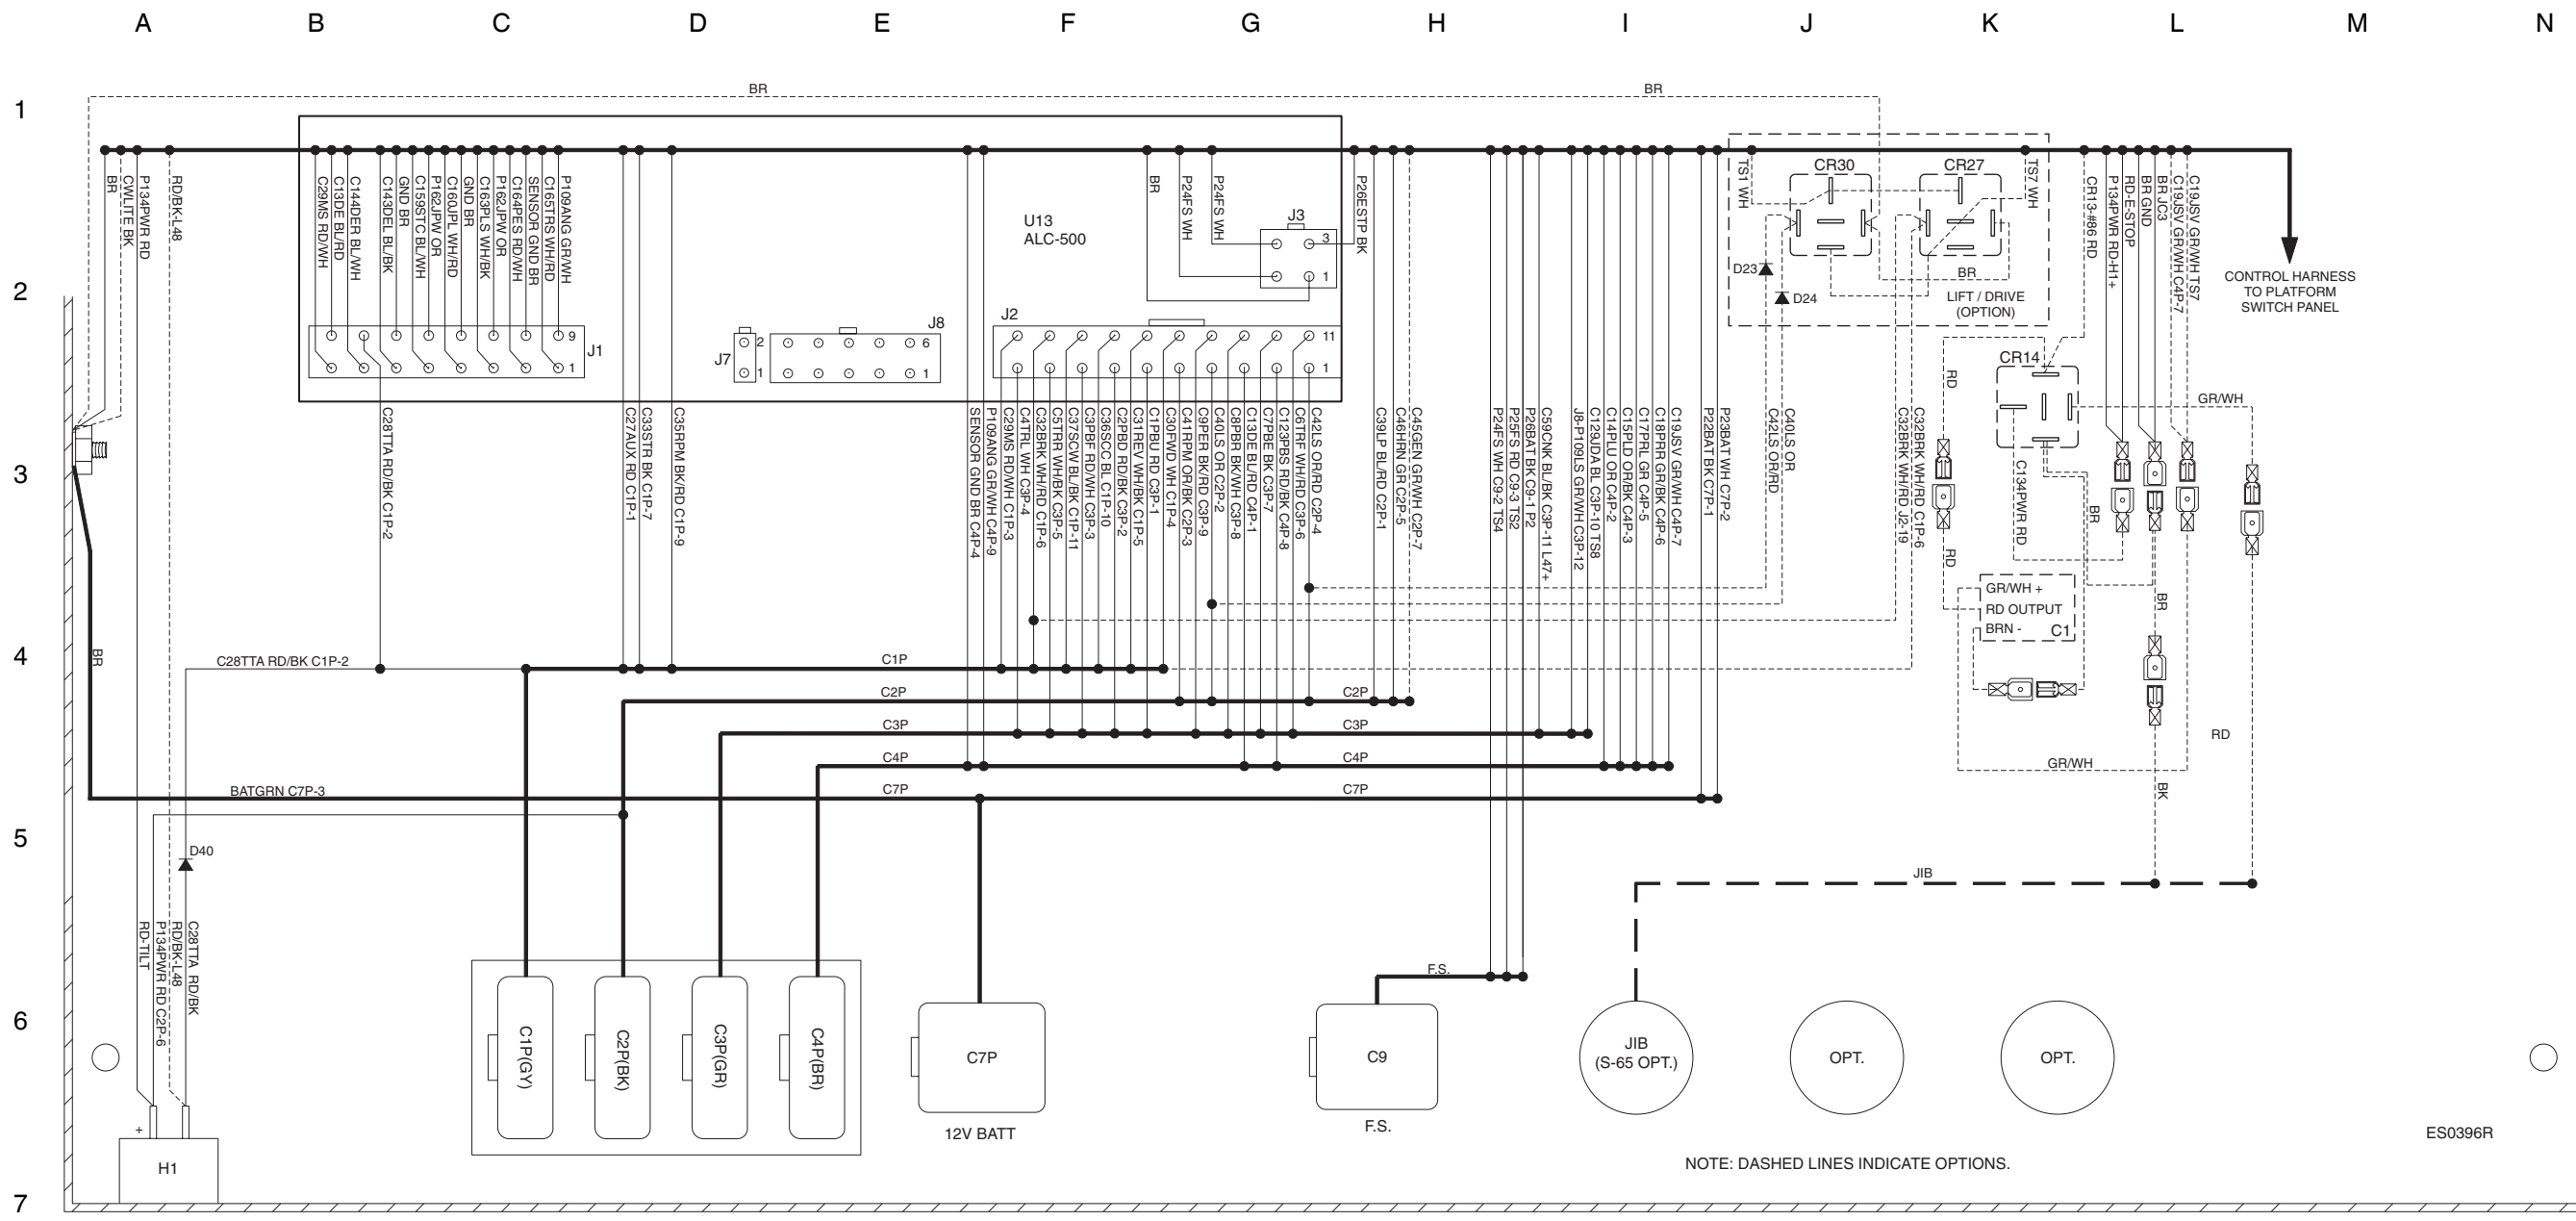 A B C D E F G H I J K L M N
1
2
3
4
5
6
7
BR
BR
BR
CWLITE BK
P134PWR RD
RD/BK-L48
C29MS RD/WH
C13DE BL/RD
C144DER BL/WH
C143DEL BL/BK
GND BR
C159STC BL/WH
P162JPW OR
C160JPL WH/RD
GND BR
C163PLS WH/BK
P162JPW OR
C164PES RD/WH
SENSOR GND BR
C165TRS WH/RD
P109ANG GR/WH
U13
ALC-500
BR
P24FS WH
P24FS WH
J3
3
1
P26ESTP BK
J1
9
1
J7
2
1
J8
6
1
J2
11
1
TS1 WH
CR30
CR27
TS7 WH
D23
D24
BR
LIFT / DRIVE
(OPTION)
CR13-#86 RD
P134PWR RD-H1+
RD-E-STOP
BR GND
BR JC3
C19JSV GR/WH C4P-7
C19JSV GR/WH TS7
CONTROL HARNESS
TO PLATFORM
SWITCH PANEL
C28TTA RD/BK C1P-2
C27AUX RD C1P-1
C33STR BK C1P-7
C35RPM BK/RD C1P-9
SENSOR GND BR C4P-4
P109ANG GR/WH C4P-9
C29MS RD/WH C1P-3
C4TRL WH C3P-4
C32BRK WH/RD C1P-6
C5TRR WH/BK C3P-5
C37SCW BL/BK C1P-11
C3PBF RD/WH C3P-3
C36SCC BL C1P-10
C2PBD RD/BK C3P-2
C31REV WH/BK C1P-5
C1PBU RD C3P-1
C30FWD WH C1P-4
C41RPM OR/BK C2P-3
C9PER BK/RD C3P-9
C40LS OR C2P-2
C8PBR BK/WH C3P-8
C13DE BL/RD C4P-1
C7PBE BK C3P-7
C123PBS RD/BK C4P-8
C6TRF WH/RD C3P-6
C42LS OR/RD C2P-4
C39LP BL/RD C2P-1
C46HRN GR C2P-5
C45GEN GR/WH C2P-7
P24FS WH C9-2 TS4
P25FS RD C9-3 TS2
P26BAT BK C9-1 P2
C59CNK BL/BK C3P-11 L47+
J8-P109LS GR/WH C3P-12
C129JDA BL C3P-10 TS8
C14PLU OR C4P-2
C15PLD OR/BK C4P-3
C17PRL GR C4P-5
C18PRR GR/BK C4P-6
C19JSV GR/WH C4P-7
P22BAT BK C7P-1
P23BAT WH C7P-2
C42LS OR/RD
C40LS OR
C32BRK WH/RD J2-19
C32BRK WH/RD C1P-6
RD
CR14
GR/WH
C134PWR RD
BR
RD
GR/WH +
RD OUTPUT
BRN -
C1
BR
BR
C28TTA RD/BK C1P-2
C1P
C2P
C2P
C3P
C3P
C4P
C4P
BATGRN C7P-3
C7P
C7P
RD
GR/WH
BK
D40
RD-TILT
P134PWR RD C2P-6
RD/BK-L48
C28TTA RD/BK
JIB
F.S.
C1P(GY)
C2P(BK)
C3P(GR)
C4P(BR)
C7P
12V BATT
C9
F.S.
JIB
(S-65 OPT.)
OPT.
OPT.
+
H1
ES0396R
NOTE: DASHED LINES INDICATE OPTIONS.